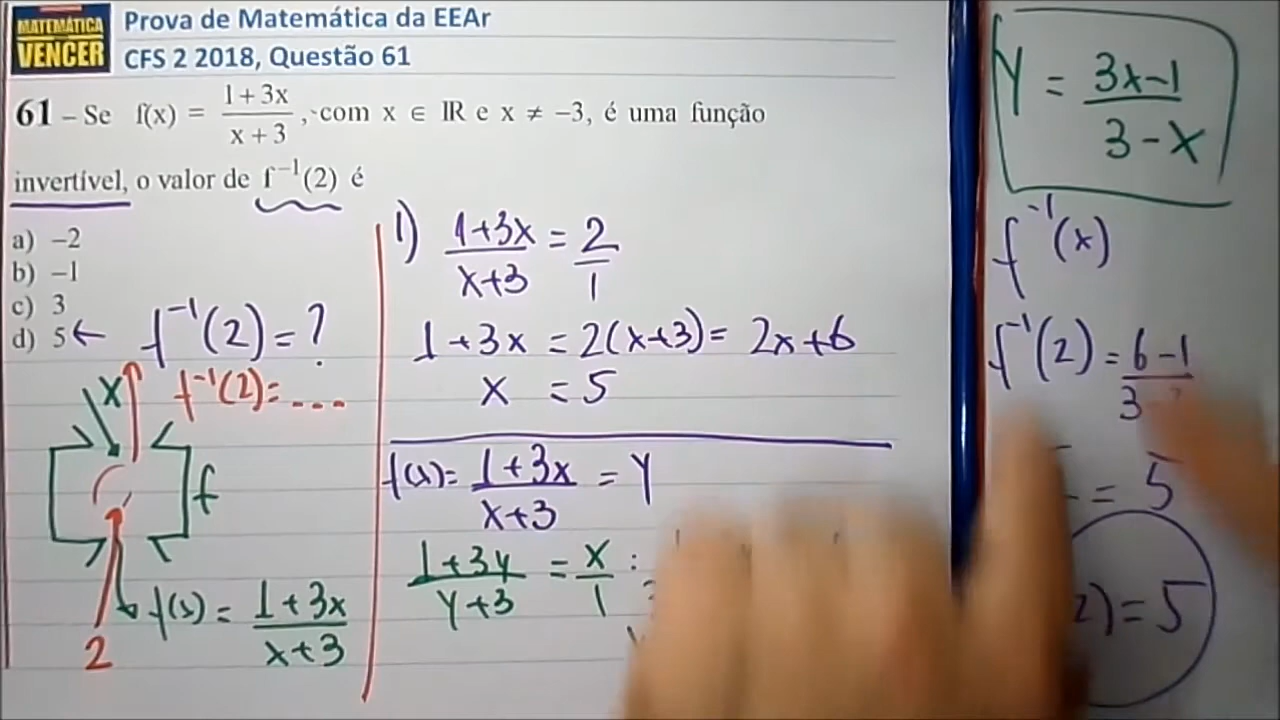 MATEMÁTICA
VENCER
Prova de Matemática da EEAr
CFS 2 2018, Questão 61
61 – Se f(x) = (1 + 3x)/(x + 3), com x ∈ IR e x ≠ −3, é uma função
invertível, o valor de f⁻¹(2) é
a) −2
b) −1
c) 3
d) 5 ←
f⁻¹(2) = ?
f⁻¹(2) = ...
x
f
f(x) = (1+3x)/(x+3)
2
1) (1+3x)/(x+3) = 2/1
1+3x = 2(x+3) = 2x+6
x = 5
f(x) = (1+3x)/(x+3) = Y
(1+3y)/(y+3) = x/1 :
Y = (3x−1)/(3−x)
f⁻¹(x)
f⁻¹(2) = (6−1)/(3
= 5
2) = 5